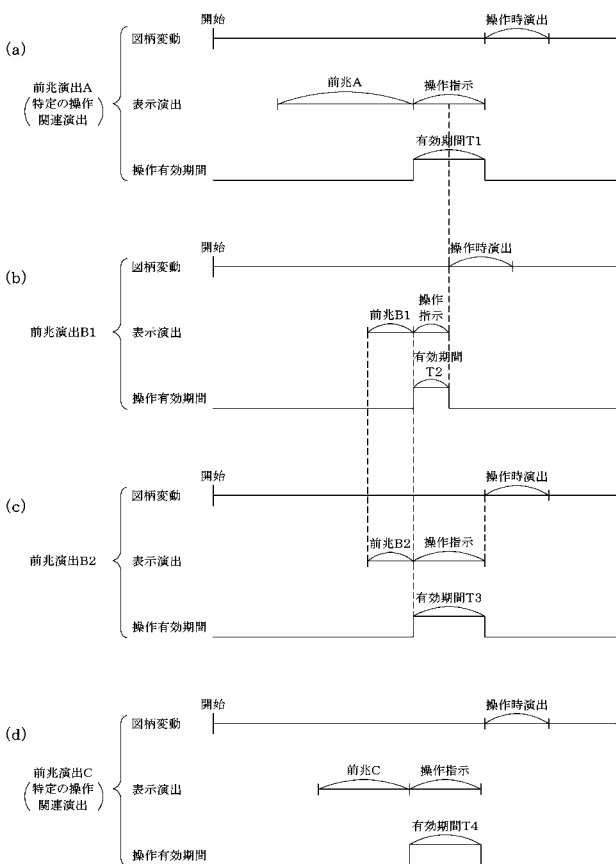 (a)
前兆演出A
(特定の操作
関連演出)
図柄変動
開始
操作時演出
表示演出
前兆A
操作指示
操作有効期間
有効期間T1
(b)
前兆演出B1
図柄変動
開始
操作時演出
表示演出
前兆B1
操作
指示
操作有効期間
有効期間
T2
(c)
前兆演出B2
図柄変動
開始
操作時演出
表示演出
前兆B2
操作指示
操作有効期間
有効期間T3
(d)
前兆演出C
(特定の操作
関連演出)
図柄変動
開始
操作時演出
表示演出
前兆C
操作指示
操作有効期間
有効期間T4